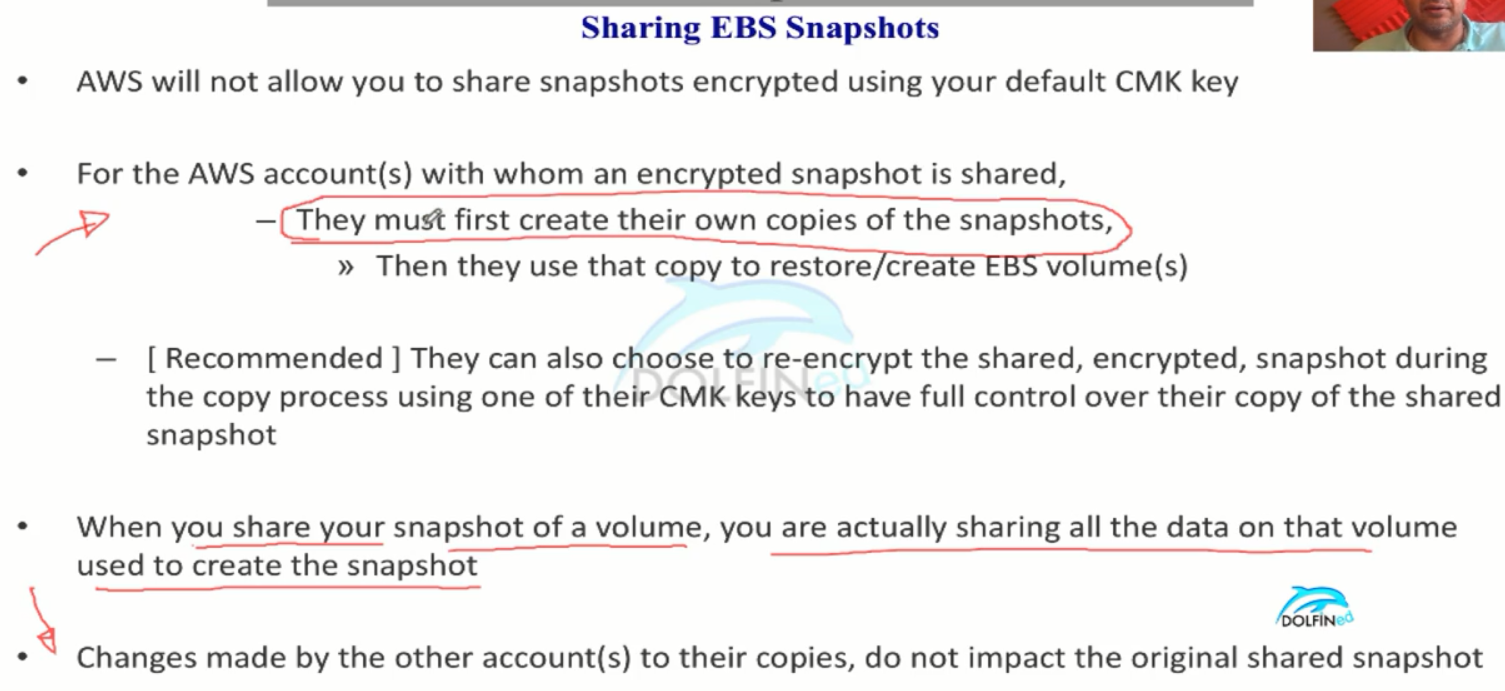 Sharing EBS Snapshots
• AWS will not allow you to share snapshots encrypted using your default CMK key
• For the AWS account(s) with whom an encrypted snapshot is shared,
– They must first create their own copies of the snapshots,
» Then they use that copy to restore/create EBS volume(s)
– [ Recommended ] They can also choose to re-encrypt the shared, encrypted, snapshot during
the copy process using one of their CMK keys to have full control over their copy of the shared
snapshot
DOLFINed
• When you share your snapshot of a volume, you are actually sharing all the data on that volume
used to create the snapshot
DOLFINed
• Changes made by the other account(s) to their copies, do not impact the original shared snapshot